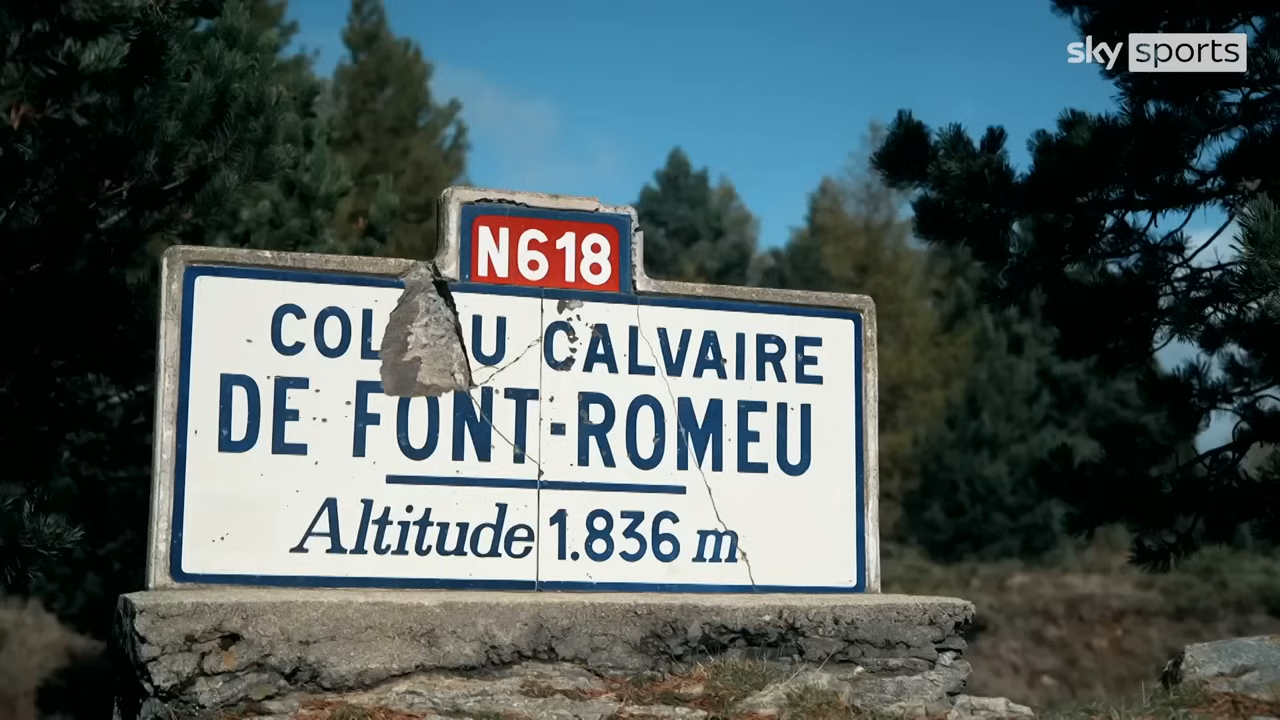 sky sports
N618
COL U CALVAIRE
DE FONT-ROMEU
Altitude 1.836 m